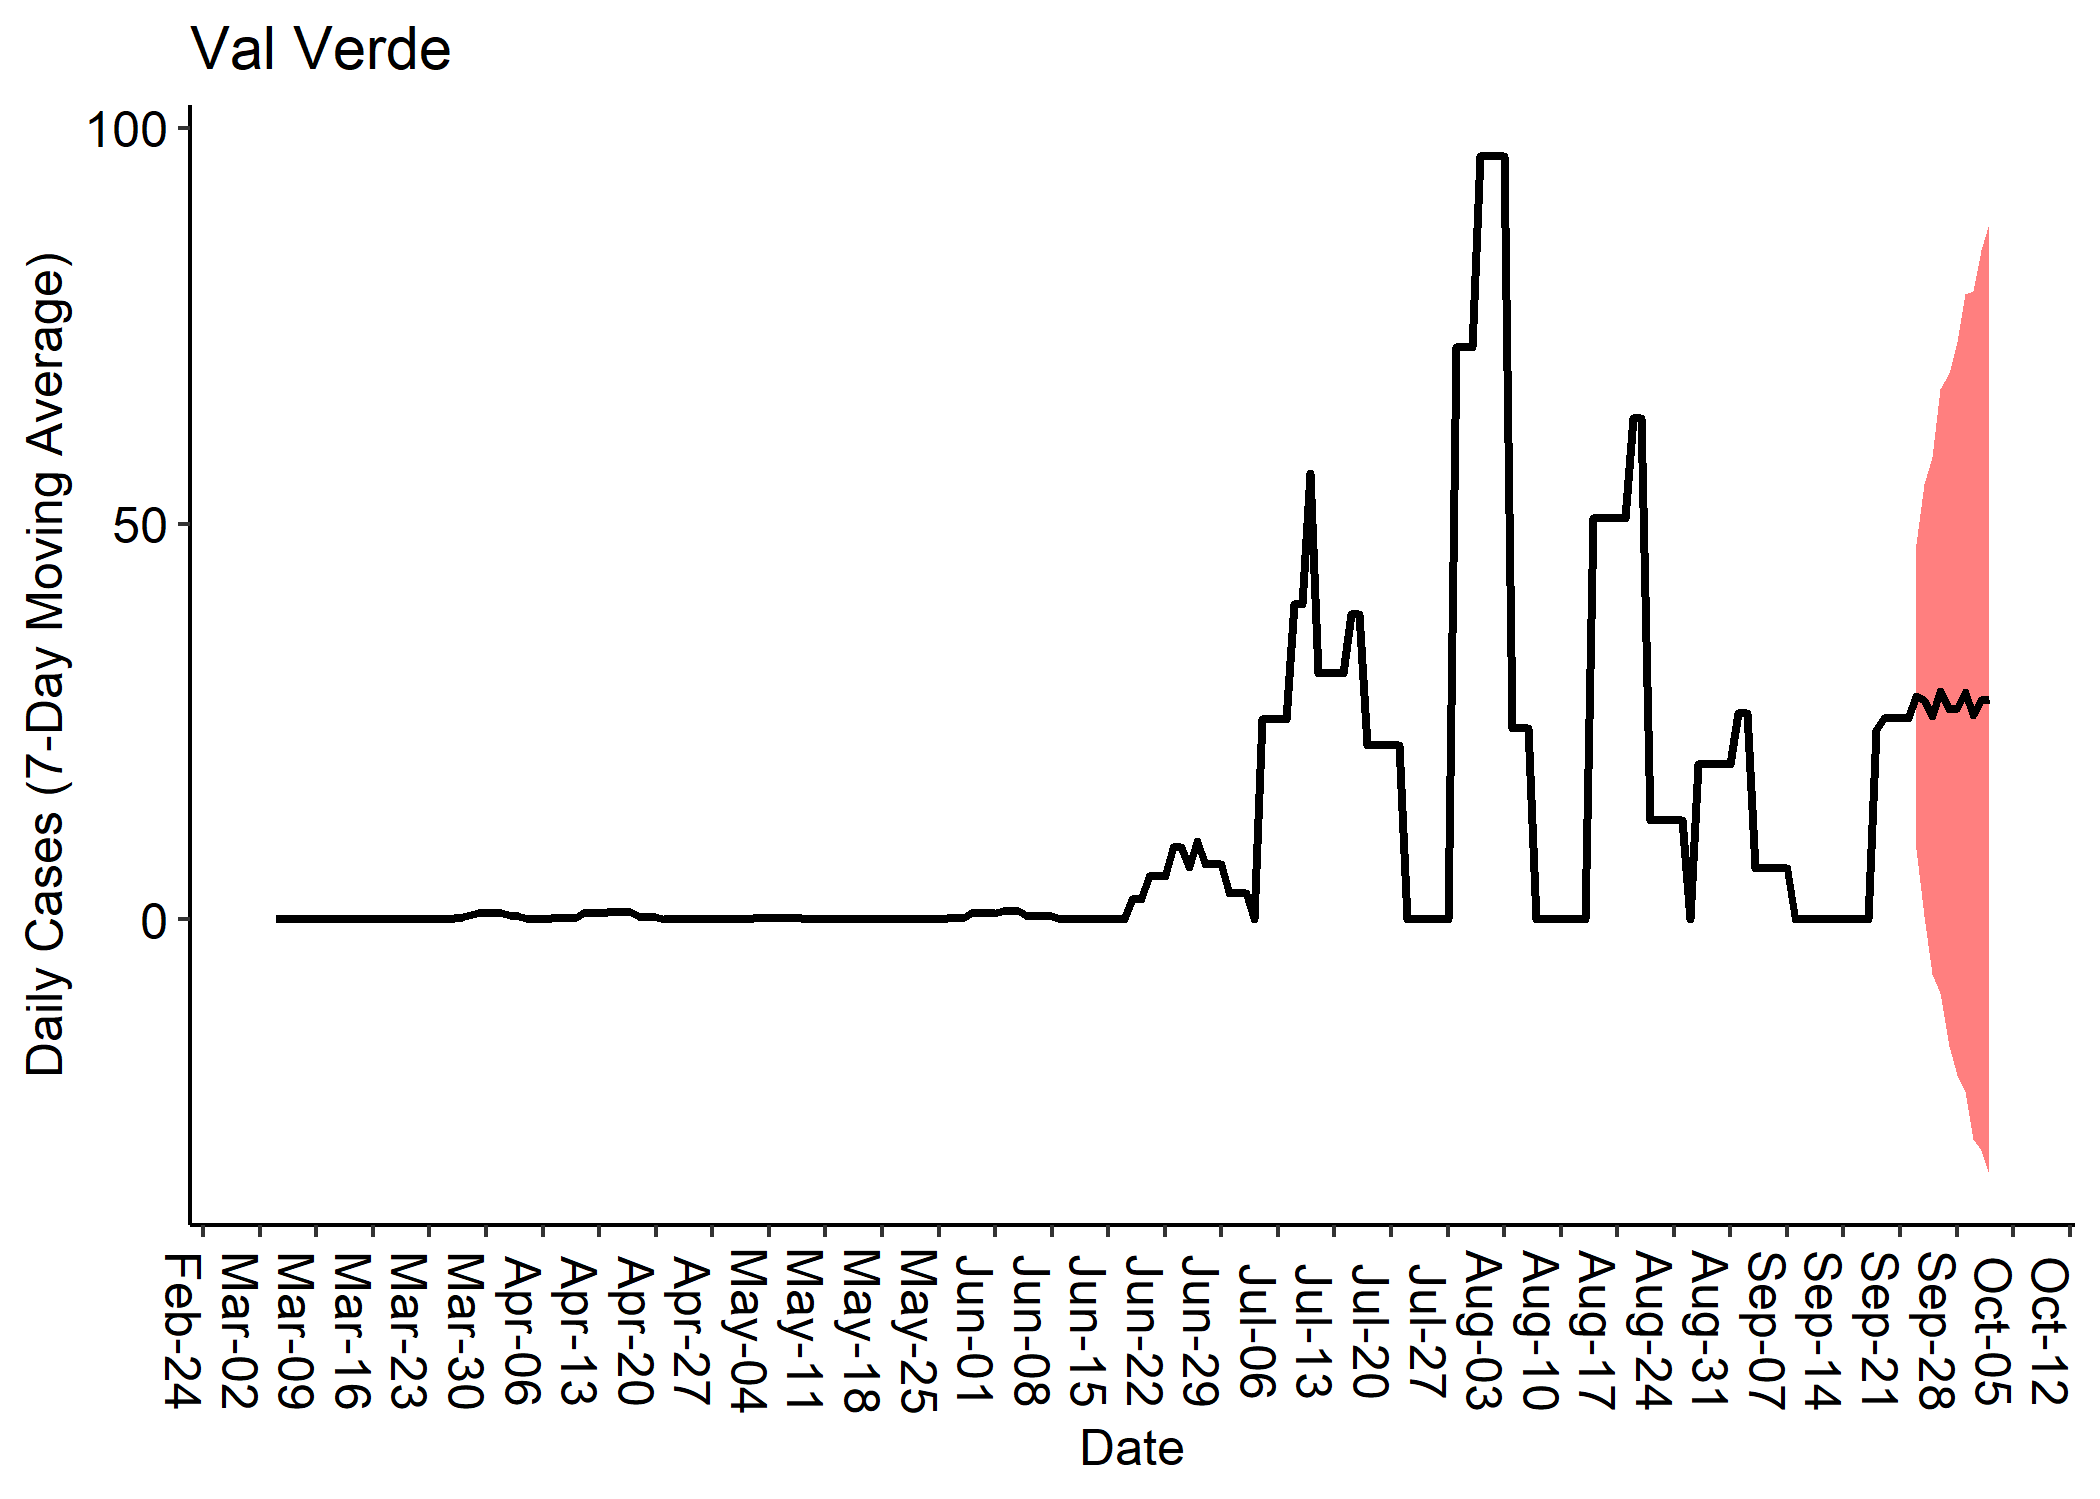 Val Verde
Daily Cases (7-Day Moving Average)
100
50
0
Feb-24
Mar-02
Mar-09
Mar-16
Mar-23
Mar-30
Apr-06
Apr-13
Apr-20
Apr-27
May-04
May-11
May-18
May-25
Jun-01
Jun-08
Jun-15
Jun-22
Jun-29
Jul-06
Jul-13
Jul-20
Jul-27
Aug-03
Aug-10
Aug-17
Aug-24
Aug-31
Sep-07
Sep-14
Sep-21
Sep-28
Oct-05
Oct-12
Date